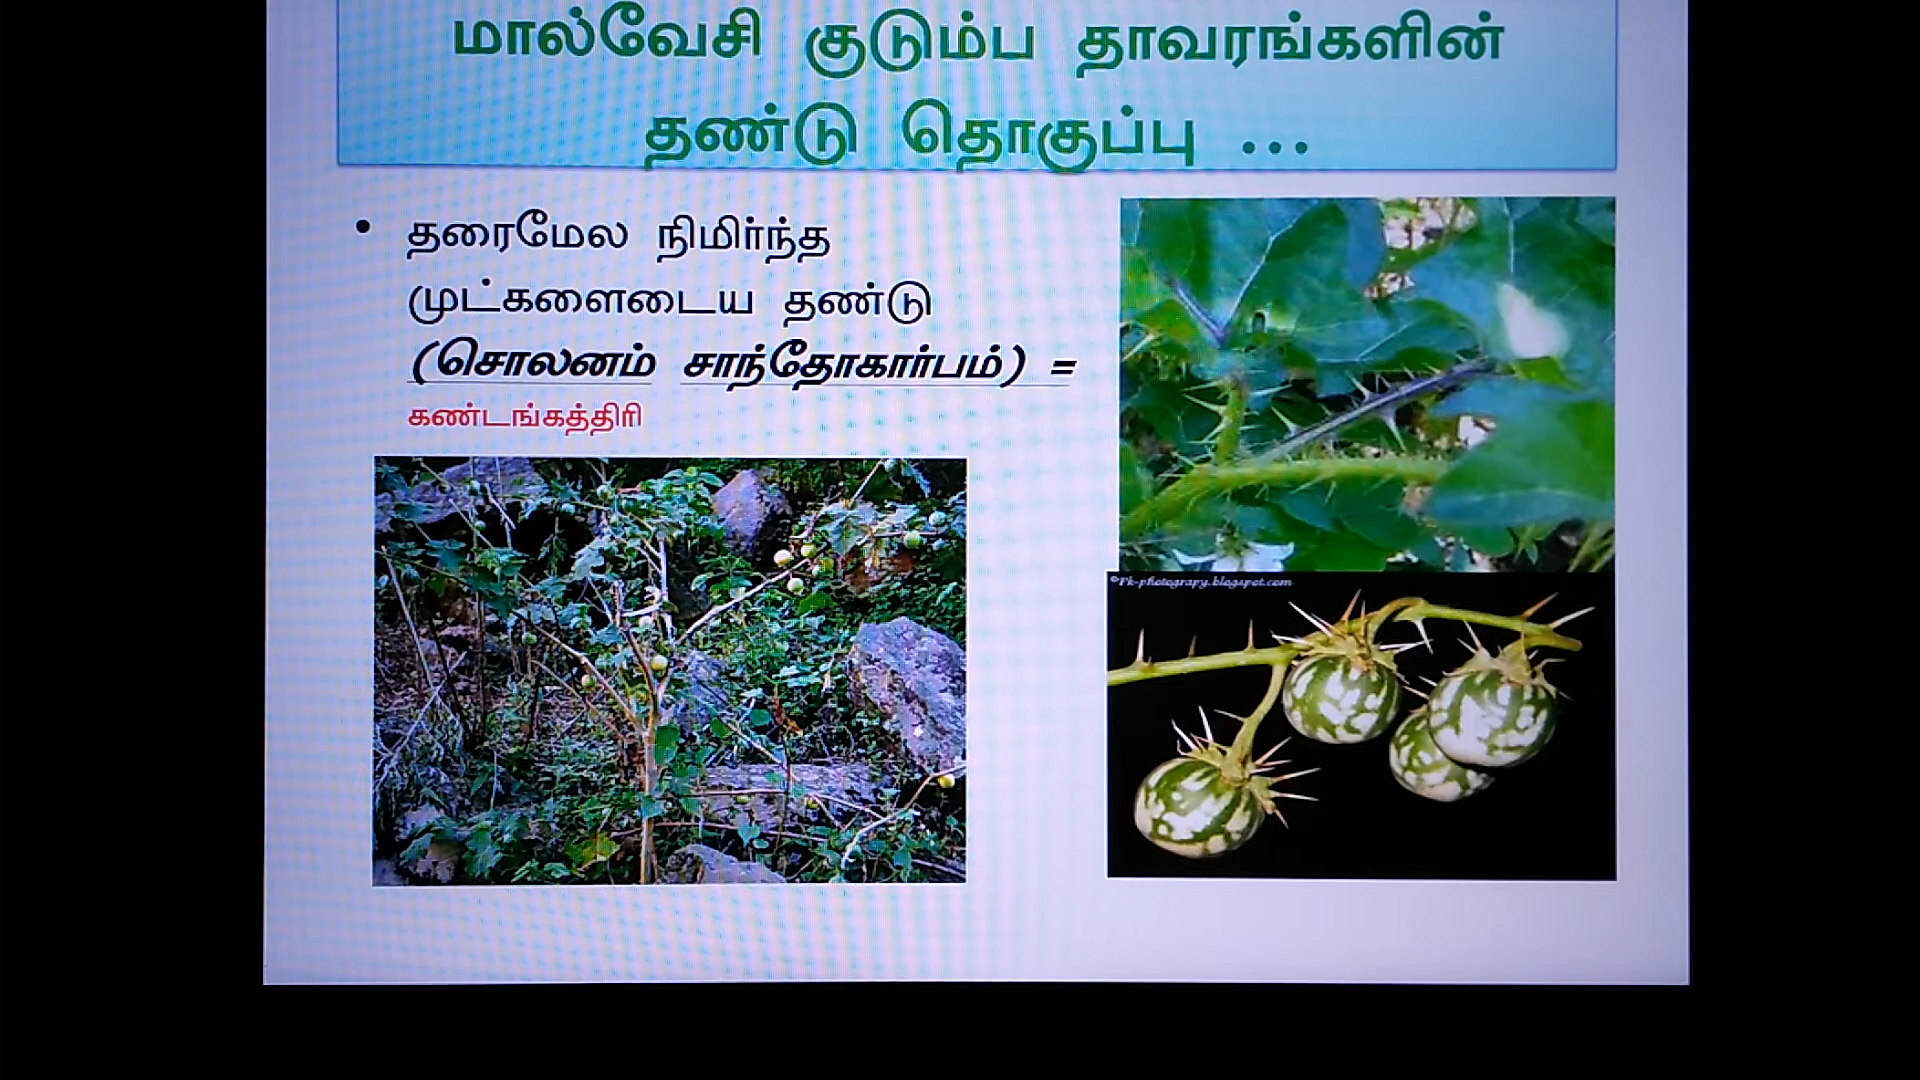 மால்வேசி குடும்ப தாவரங்களின்
தண்டு தொகுப்பு ...
• தரைமேல நிமிர்ந்த
முட்களைடைய தண்டு
(சொலனம் சாந்தோகார்பம்) =
கண்டங்கத்திரி
©Fk-photograpy.blogspot.com